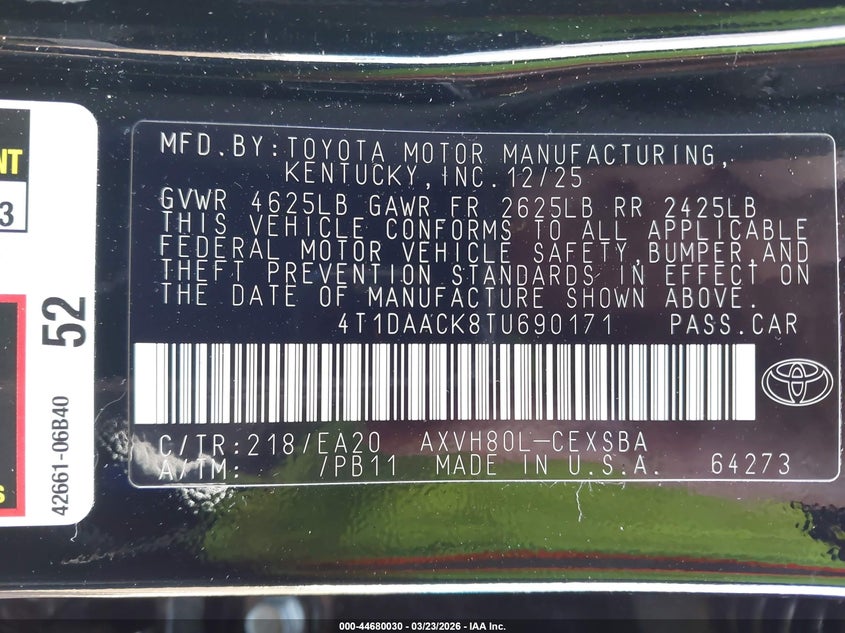 NT
3
52
42661-06B40
S
MFD.BY:TOYOTA MOTOR MANUFACTURING,
KENTUCKY,INC.12/25
GVWR 4625LB GAWR FR 2625LB RR 2425LB
THIS VEHICLE CONFORMS TO ALL APPLICABLE
FEDERAL MOTOR VEHICLE SAFETY,BUMPER,AND
THEFT PREVENTION STANDARDS IN EFFECT ON
THE DATE OF MANUFACTURE SHOWN ABOVE.
4T1DAACK8TU690171 PASS.CAR
C/TR:218/EA20 AXVH80L-CEXSBA
A/TM: /PB11 MADE IN U.S.A. 64273
000-44680030 - 03/23/2026 - IAA Inc.